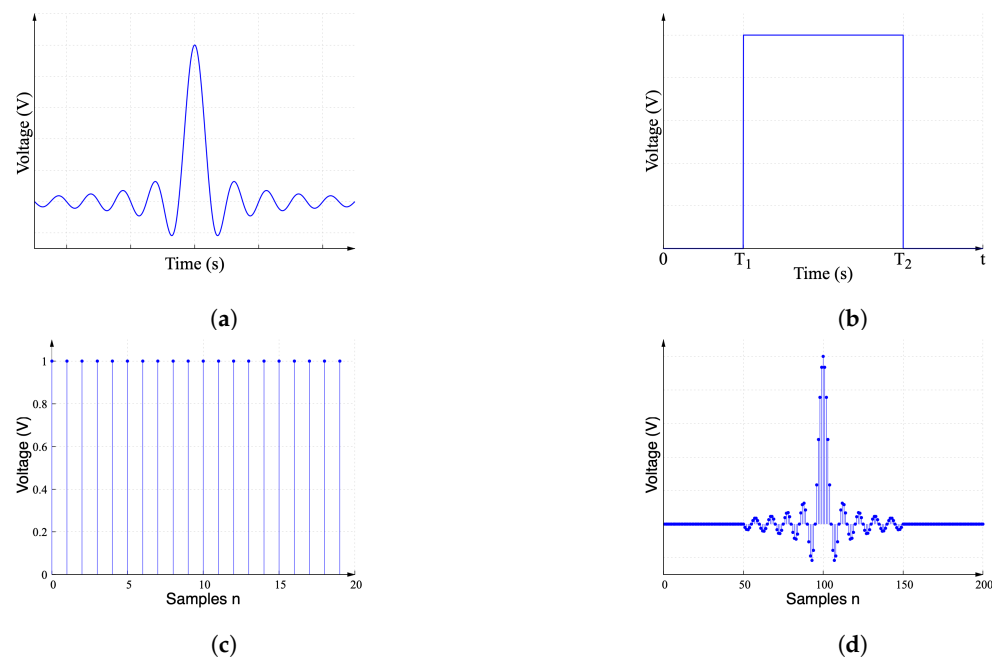 Voltage (V)
Time (s)
(a)
Voltage (V)
0 T1 T2 t
Time (s)
(b)
Voltage (V)
1
0.8
0.6
0.4
0.2
0
0 5 10 15 20
Samples n
(c)
Voltage (V)
0 50 100 150 200
Samples n
(d)